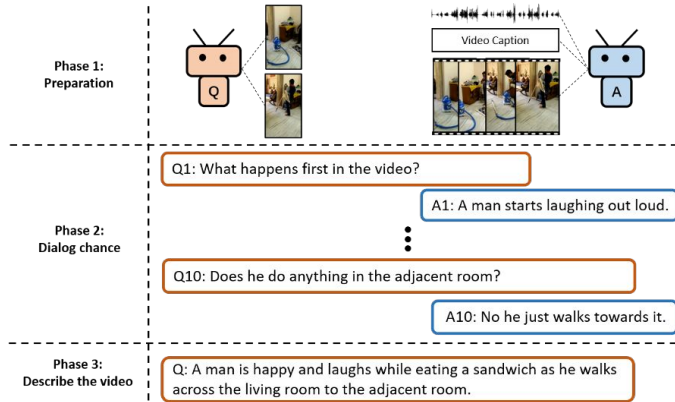 Phase 1:
Preparation
Q
Video Caption
A
Phase 2:
Dialog chance
Q1: What happens first in the video?
A1: A man starts laughing out loud.
Q10: Does he do anything in the adjacent room?
A10: No he just walks towards it.
Phase 3:
Describe the video
Q: A man is happy and laughs while eating a sandwich as he walks
across the living room to the adjacent room.